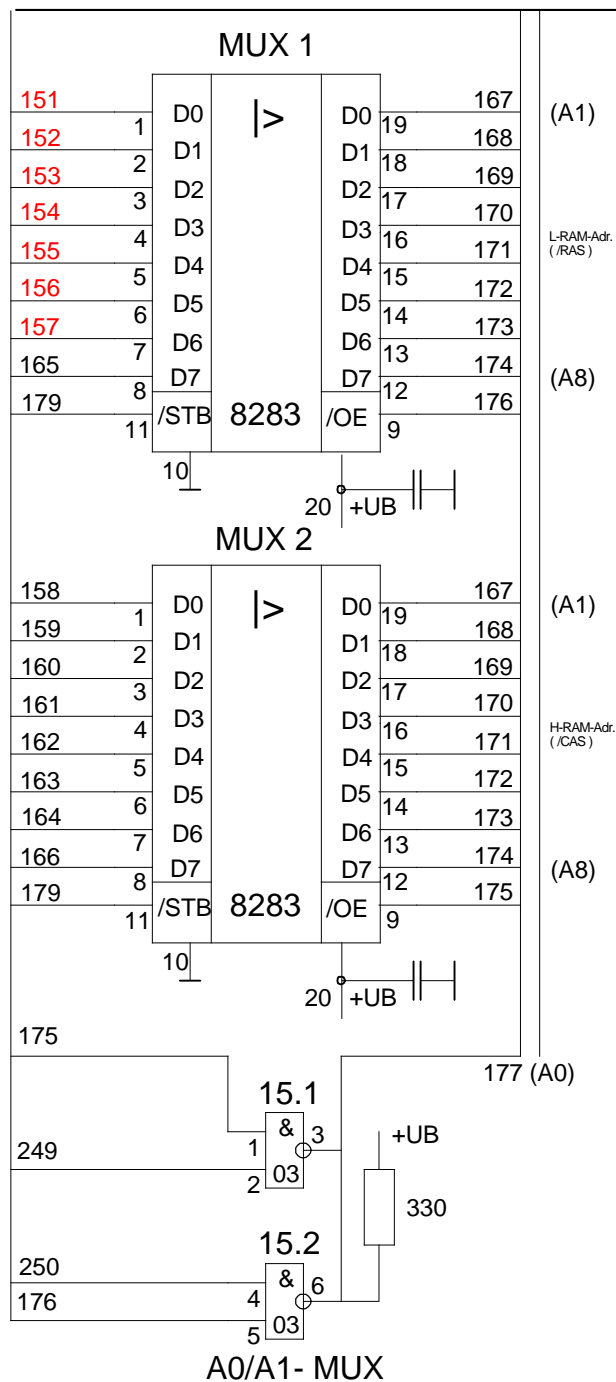 MUX 1
151 D0 |> D0 167 (A1)
1 19
152 D1 D1 168
2 18
153 D2 D2 169
3 17
154 D3 D3 170
4 16
L-RAM-Adr.
155 D4 D4 171 ( /RAS )
5 15
156 D5 D5 172
6 14
157 D6 D6 173
7 13
165 D7 D7 174 (A8)
8 12
179 /STB 8283 /OE 176
11 9
10
20 +UB
MUX 2
158 D0 |> D0 167 (A1)
1 19
159 D1 D1 168
2 18
160 D2 D2 169
3 17
161 D3 D3 170
4 16
H-RAM-Adr.
162 D4 D4 171 ( /CAS )
5 15
163 D5 D5 172
6 14
164 D6 D6 173
7 13
166 D7 D7 174 (A8)
8 12
179 /STB 8283 /OE 175
11 9
10
20 +UB
175
177 (A0)
15.1
& 3 +UB
1
249
2 03
330
15.2
250 & 6
4
176
5 03
A0/A1- MUX